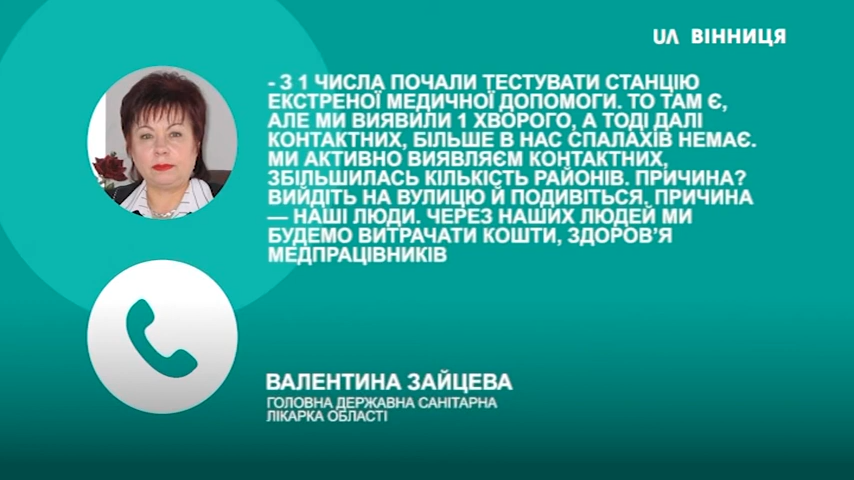 UA ВІННИЦЯ
- З 1 ЧИСЛА ПОЧАЛИ ТЕСТУВАТИ СТАНЦІЮ
ЕКСТРЕНОЇ МЕДИЧНОЇ ДОПОМОГИ. ТО ТАМ Є,
АЛЕ МИ ВИЯВИЛИ 1 ХВОРОГО, А ТОДІ ДАЛІ
КОНТАКТНИХ, БІЛЬШЕ В НАС СПАЛАХІВ НЕМАЄ.
МИ АКТИВНО ВИЯВЛЯЄМ КОНТАКТНИХ,
ЗБІЛЬШИЛАСЬ КІЛЬКІСТЬ РАЙОНІВ. ПРИЧИНА?
ВИЙДІТЬ НА ВУЛИЦЮ Й ПОДИВІТЬСЯ. ПРИЧИНА
— НАШІ ЛЮДИ. ЧЕРЕЗ НАШИХ ЛЮДЕЙ МИ
БУДЕМО ВИТРАЧАТИ КОШТИ, ЗДОРОВ'Я
МЕДПРАЦІВНИКІВ
ВАЛЕНТИНА ЗАЙЦЕВА
ГОЛОВНА ДЕРЖАВНА САНІТАРНА
ЛІКАРКА ОБЛАСТІ